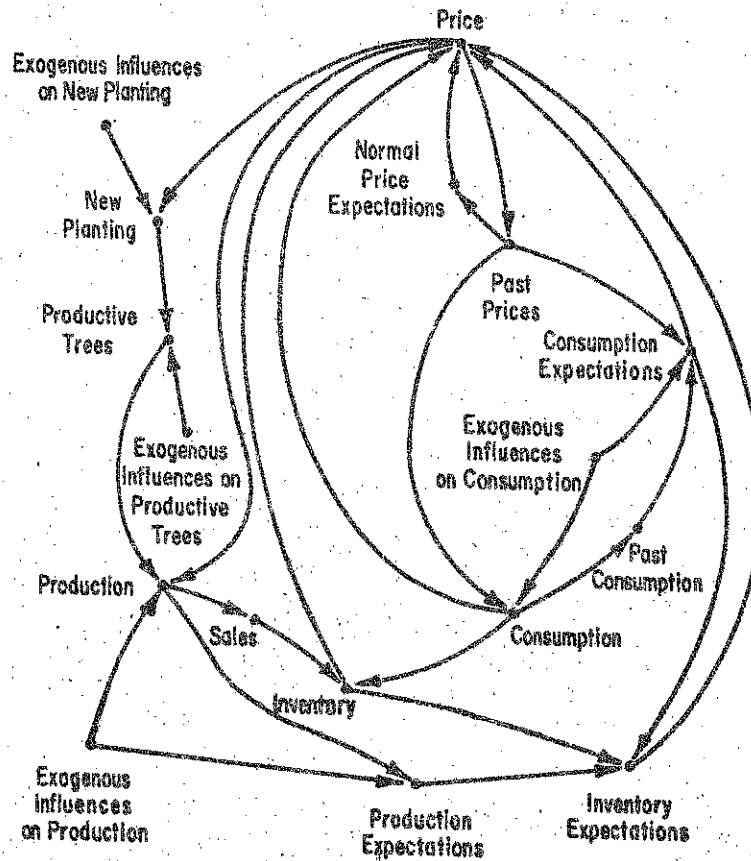 Price
Exogenous Influences
on New Planting
Normal
Price
Expectations
New
Planting
Past
Prices
Productive
Trees
Consumption
Expectations
Exogenous
Influences
on Consumption
Exogenous
Influences on
Productive
Trees
Past
Consumption
Production
Sales
Consumption
Inventory
Exogenous
Influences
on Production
Production
Expectations
Inventory
Expectations